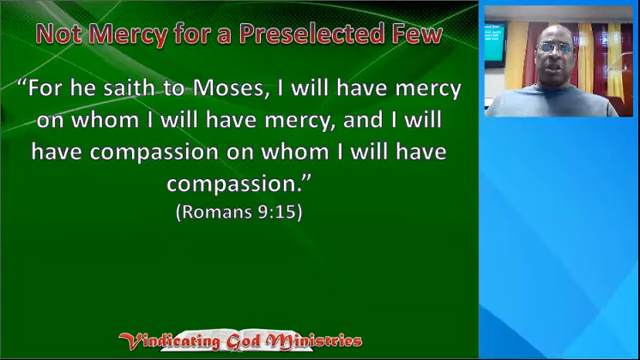 Not Mercy for a Preselected Few
“For he saith to Moses, I will have mercy
on whom I will have mercy, and I will
have compassion on whom I will have
compassion.”
(Romans 9:15)
Vindicating God Ministries